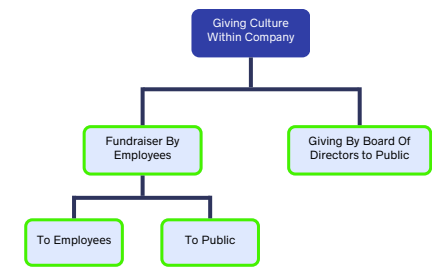 Giving Culture
Within Company
Fundraiser By
Employees
Giving By Board Of
Directors to Public
To Employees
To Public